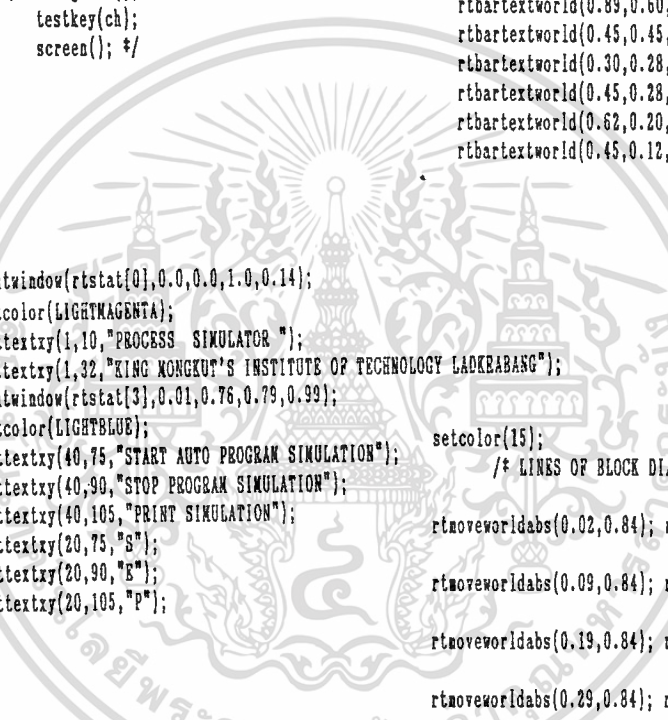 testkey(ch);
screen(); */
twindow(rtstat[0],0.0,0.0,1.0,0.14);
color(LIGHTMAGENTA);
textxy(1,10,"PROCESS  SIMULATOR ");
textxy(1,32,"KING MONGKUT'S INSTITUTE OF TECHNOLOGY LADKRABANG");
twindow(rtstat[3],0.01,0.76,0.79,0.99);
color(LIGHTBLUE);
textxy(40,75,"START AUTO PROGRAM SIMULATION");
textxy(40,90,"STOP PROGRAM SIMULATION");
textxy(40,105,"PRINT SIMULATION");
textxy(20,75,"S");
textxy(20,90,"E");
textxy(20,105,"P");
rtbartextworld(0.89,0.60,
rtbartextworld(0.45,0.45,
rtbartextworld(0.30,0.28,
rtbartextworld(0.45,0.28,
rtbartextworld(0.62,0.20,
rtbartextworld(0.45,0.12,
setcolor(15);
/* LINES OF BLOCK DI
rtmoveworldabs(0.02,0.84);
rtmoveworldabs(0.09,0.84);
rtmoveworldabs(0.19,0.84);
rtmoveworldabs(0.29,0.84);